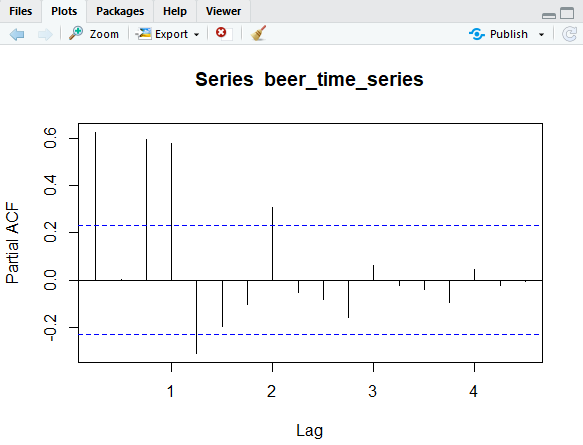 Files Plots Packages Help Viewer
Zoom Export Publish
Series beer_time_series
Partial ACF
0.6
0.4
0.2
0.0
-0.2
1 2 3 4
Lag